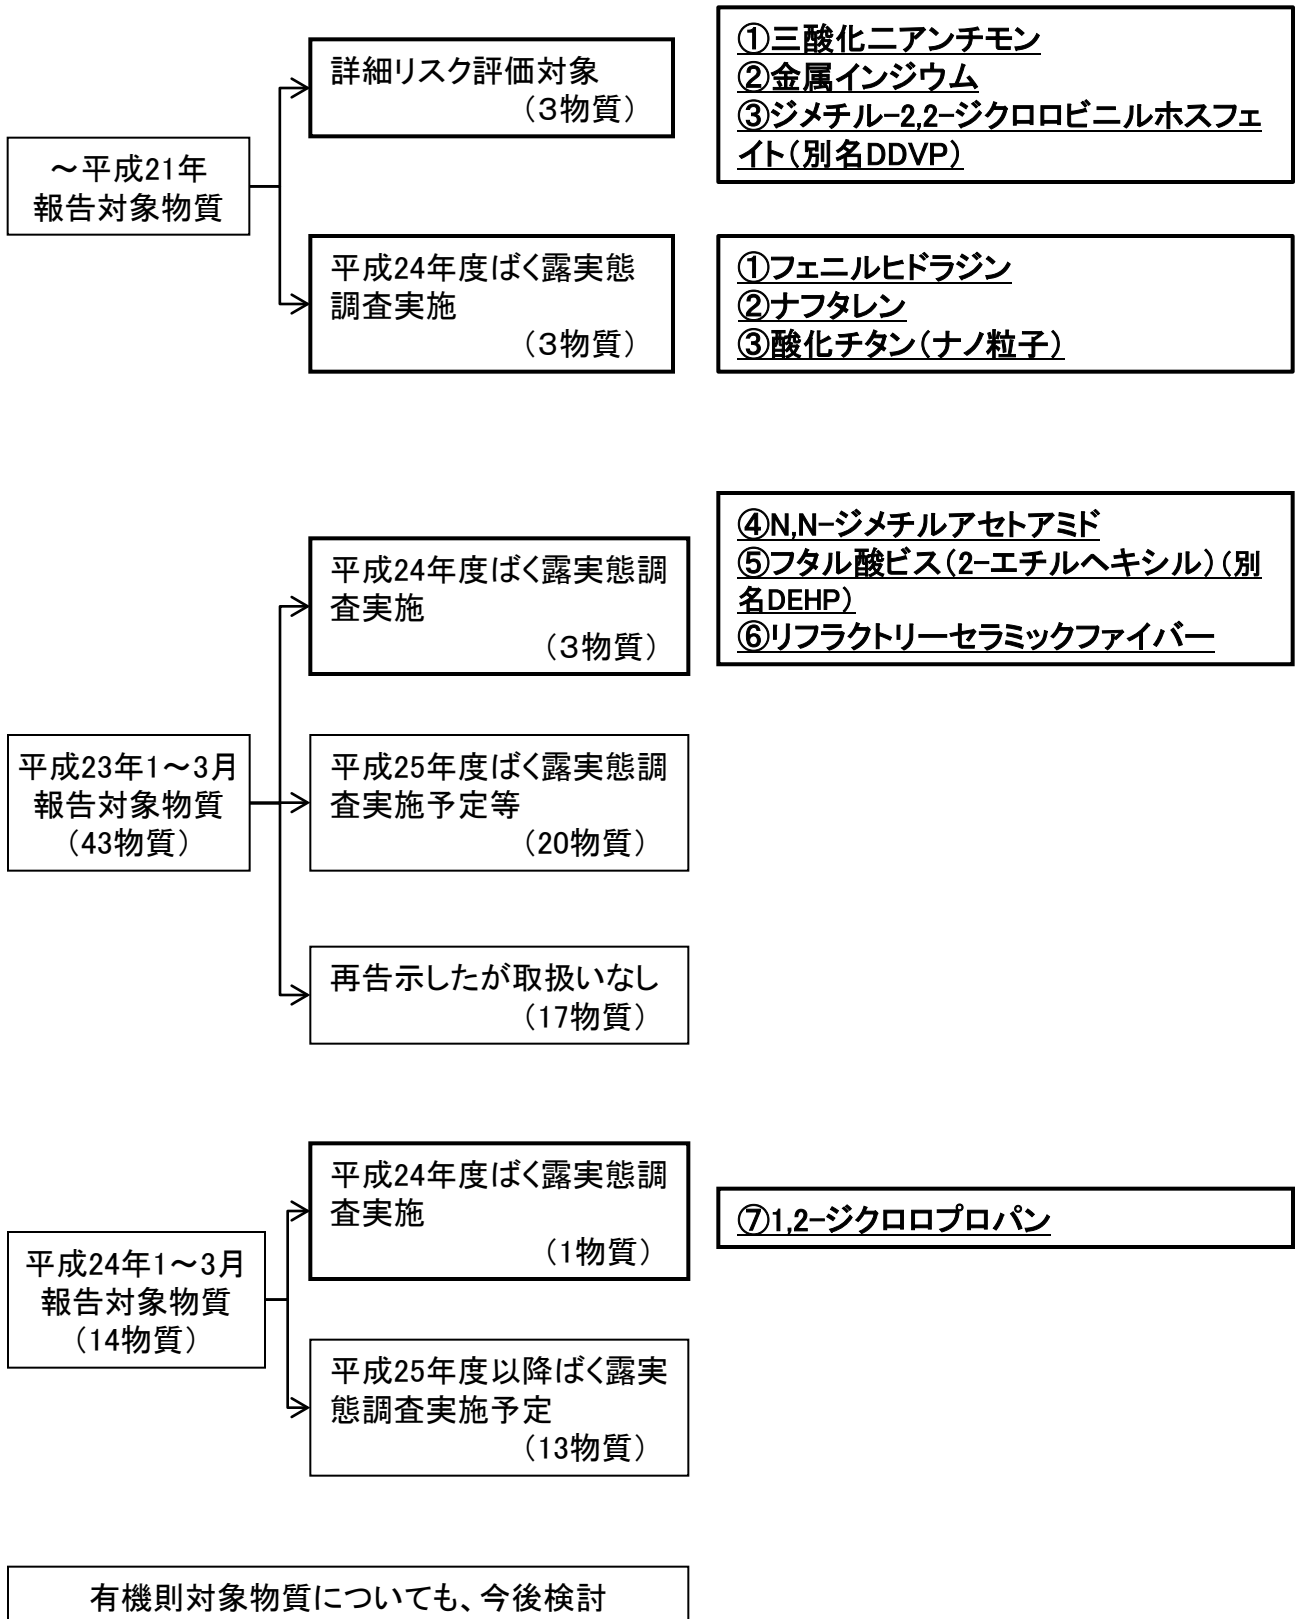 ～平成21年
報告対象物質
詳細リスク評価対象
（3物質）
①三酸化二アンチモン
②金属インジウム
③ジメチル-2,2-ジクロロビニルホスフェ
イト（別名DDVP）
平成24年度ばく露実態
調査実施
（3物質）
①フェニルヒドラジン
②ナフタレン
③酸化チタン（ナノ粒子）
平成23年1～3月
報告対象物質
（43物質）
平成24年度ばく露実態調
査実施
（3物質）
④N,N-ジメチルアセトアミド
⑤フタル酸ビス（2-エチルヘキシル）（別
名DEHP）
⑥リフラクトリーセラミックファイバー
平成25年度ばく露実態調
査実施予定等
（20物質）
再告示したが取扱いなし
（17物質）
平成24年1～3月
報告対象物質
（14物質）
平成24年度ばく露実態調
査実施
（1物質）
⑦1,2-ジクロロプロパン
平成25年度以降ばく露実
態調査実施予定
（13物質）
有機則対象物質についても、今後検討